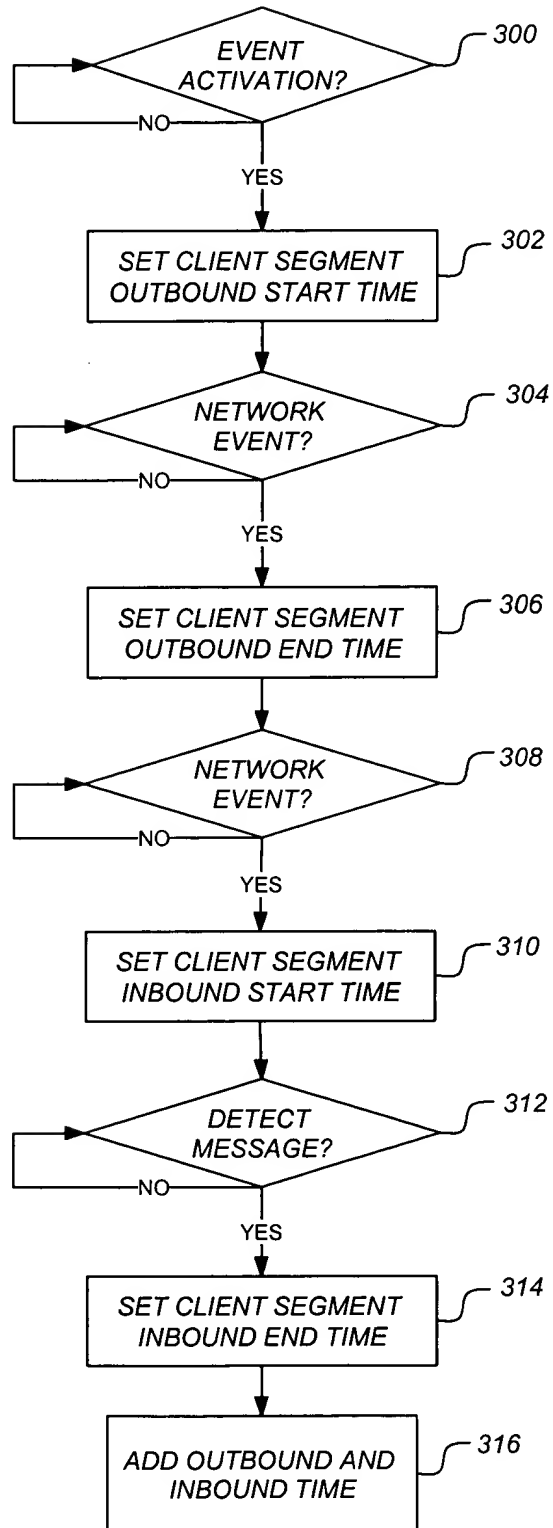 EVENT
ACTIVATION?
300
NO
YES
SET CLIENT SEGMENT
OUTBOUND START TIME
302
NETWORK
EVENT?
304
NO
YES
SET CLIENT SEGMENT
OUTBOUND END TIME
306
NETWORK
EVENT?
308
NO
YES
SET CLIENT SEGMENT
INBOUND START TIME
310
DETECT
MESSAGE?
312
NO
YES
SET CLIENT SEGMENT
INBOUND END TIME
314
ADD OUTBOUND AND
INBOUND TIME
316